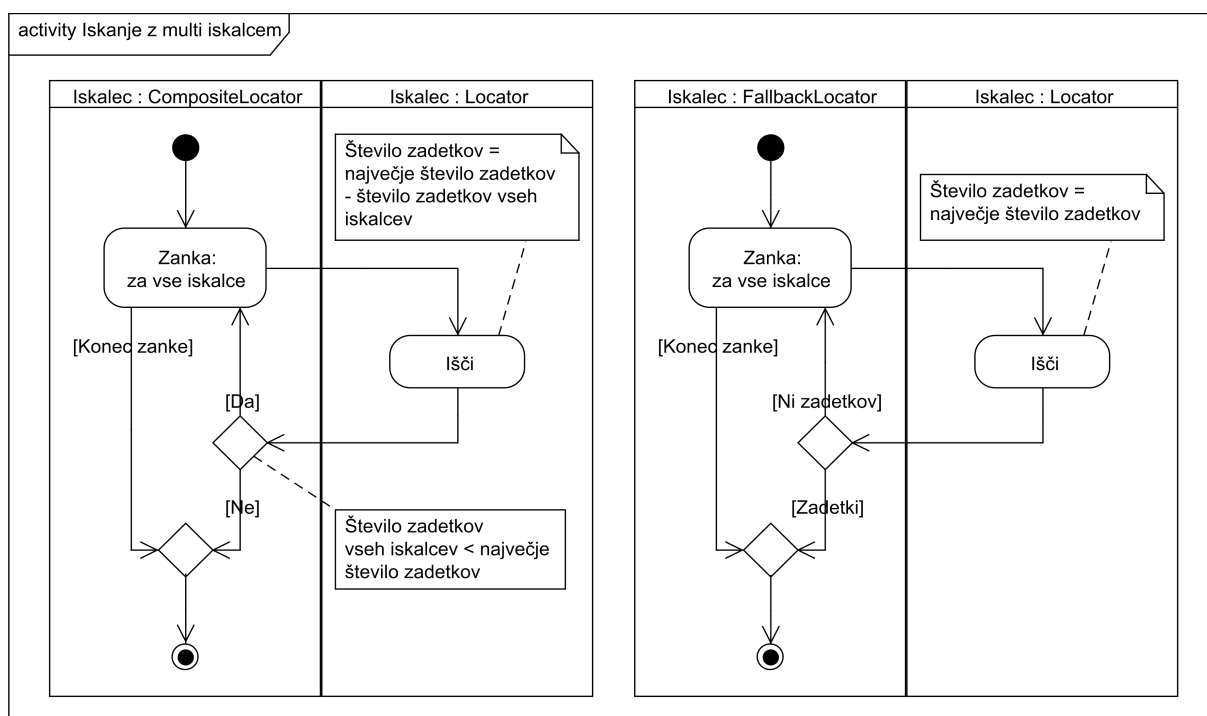 activity Iskanje z multi iskalcem
Iskalec : CompositeLocator
Iskalec : Locator
Število zadetkov =
največje število zadetkov
- število zadetkov vseh
iskalcev
Zanka:
za vse iskalce
[Konec zanke]
Išči
[Da]
[Ne]
Število zadetkov
vseh iskalcev < največje
število zadetkov
Iskalec : FallbackLocator
Iskalec : Locator
Število zadetkov =
največje število zadetkov
Zanka:
za vse iskalce
[Konec zanke]
Išči
[Ni zadetkov]
[Zadetki]